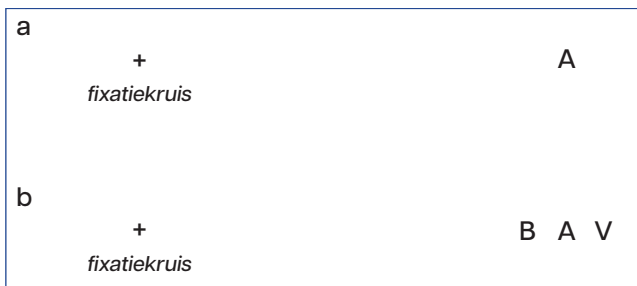 a
+ A
fixatiekruis
b
+ B A V
fixatiekruis